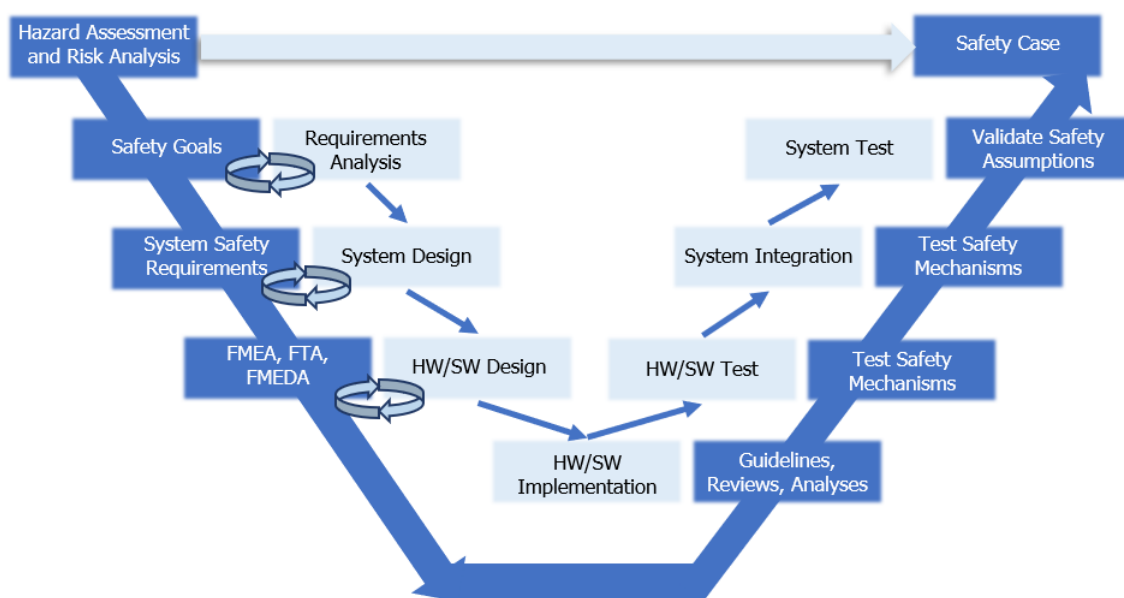 Hazard Assessment
and Risk Analysis
Safety Case
Safety Goals
Requirements
Analysis
System Test
Validate Safety
Assumptions
System Safety
Requirements
System Design
System Integration
Test Safety
Mechanisms
FMEA, FTA,
FMEDA
HW/SW Design
HW/SW Test
Test Safety
Mechanisms
HW/SW
Implementation
Guidelines,
Reviews, Analyses